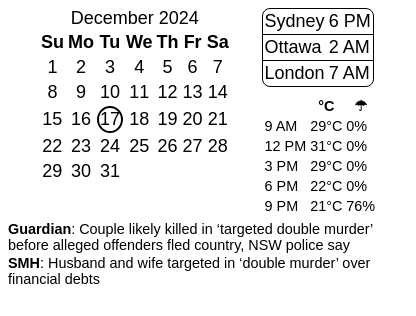 December 2024
Su Mo Tu We Th Fr Sa
1 2 3 4 5 6 7
8 9 10 11 12 13 14
15 16 17 18 19 20 21
22 23 24 25 26 27 28
29 30 31
Sydney 6 PM
Ottawa 2 AM
London 7 AM
°C ☂
9 AM 29°C 0%
12 PM 31°C 0%
3 PM 29°C 0%
6 PM 22°C 0%
9 PM 21°C 76%
Guardian: Couple likely killed in ‘targeted double murder’
before alleged offenders fled country, NSW police say
SMH: Husband and wife targeted in ‘double murder’ over
financial debts